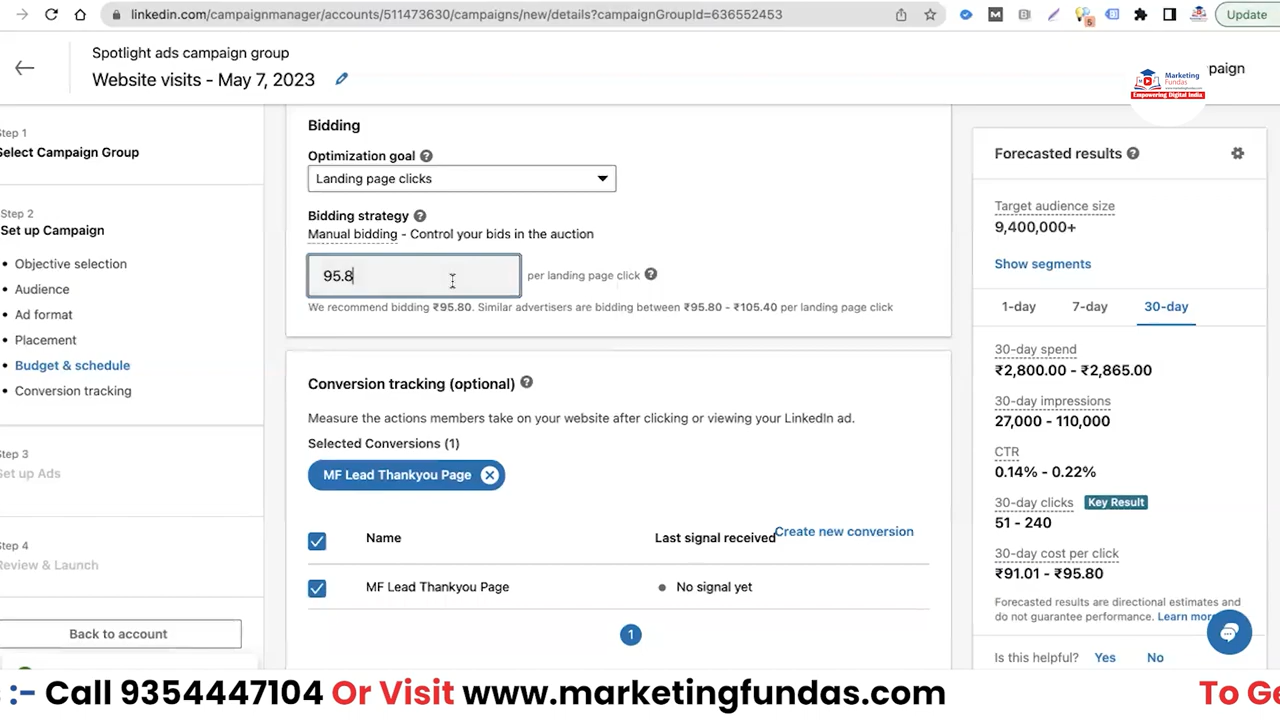 linkedin.com/campaignmanager/accounts/511473630/campaigns/new/details?campaignGroupId=636552453
5
Update
Spotlight ads campaign group
Website visits - May 7, 2023
Marketing
Fundas
www.marketingfundas.com
Empowering Digital India
paign
tep 1
Select Campaign Group
Step 2
Set up Campaign
Objective selection
Audience
Ad format
Placement
Budget & schedule
Conversion tracking
Step 3
Set up Ads
Step 4
Review & Launch
Back to account
Bidding
Optimization goal
Landing page clicks
Bidding strategy
Manual bidding - Control your bids in the auction
95.8
per landing page click
We recommend bidding ₹95.80. Similar advertisers are bidding between ₹95.80 - ₹105.40 per landing page click
Conversion tracking (optional)
Measure the actions members take on your website after clicking or viewing your LinkedIn ad.
Selected Conversions (1)
MF Lead Thankyou Page
Name
Last signal received
Create new conversion
MF Lead Thankyou Page
No signal yet
1
Forecasted results
Target audience size
9,400,000+
Show segments
1-day 7-day 30-day
30-day spend
₹2,800.00 - ₹2,865.00
30-day impressions
27,000 - 110,000
CTR
0.14% - 0.22%
30-day clicks Key Result
51 - 240
30-day cost per click
₹91.01 - ₹95.80
Forecasted results are directional estimates and
do not guarantee performance. Learn more
Is this helpful? Yes No
s :- Call 9354447104 Or Visit www.marketingfundas.com To Ge